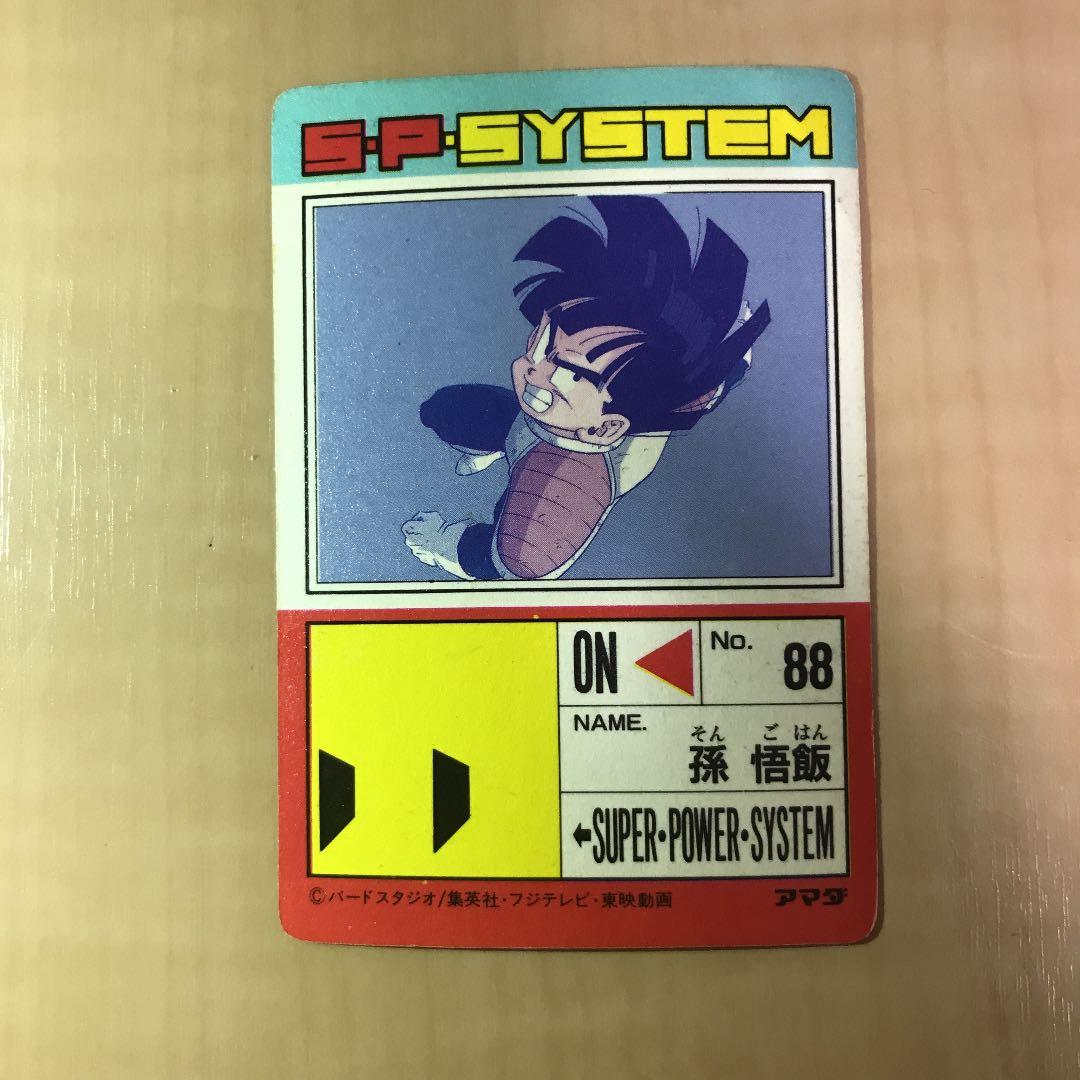 S・P・SYSTEM
ON
No. 88
NAME.
そん ご はん
孫 悟飯
←SUPER・POWER・SYSTEM
©バードスタジオ/集英社・フジテレビ・東映動画
アマダ